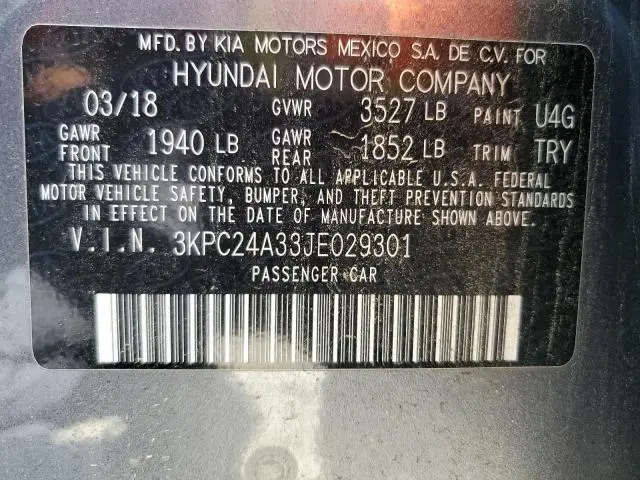 MFD. BY KIA MOTORS MEXICO S.A. DE C.V. FOR
HYUNDAI MOTOR COMPANY
03/18 GVWR 3527 LB PAINT U4G
GAWR FRONT 1940 LB GAWR REAR 1852 LB TRIM TRY
THIS VEHICLE CONFORMS TO ALL APPLICABLE U.S.A. FEDERAL
MOTOR VEHICLE SAFETY, BUMPER, AND THEFT PREVENTION STANDARDS
IN EFFECT ON THE DATE OF MANUFACTURE SHOWN ABOVE.
V.I.N. 3KPC24A33JE029301
PASSENGER CAR